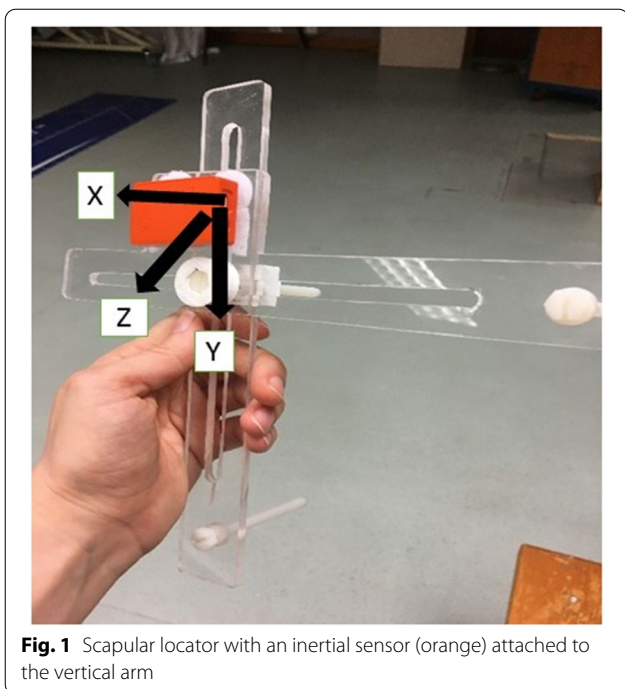 X
Z
Y
Fig. 1 Scapular locator with an inertial sensor (orange) attached to
the vertical arm